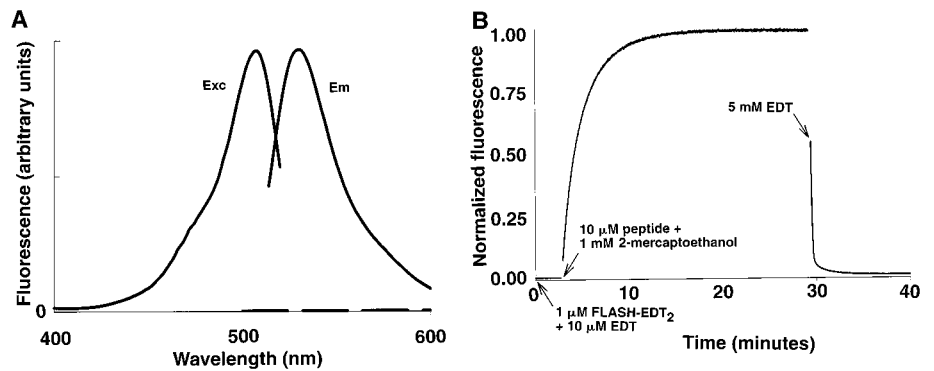 A
Fluorescence (arbitrary units)
0
Exc
Em
400
500
600
Wavelength (nm)
B
Normalized fluorescence
1.00
0.75
0.50
0.25
0.00
5 mM EDT
10 µM peptide +
1 mM 2-mercaptoethanol
0
10
20
30
40
1 µM FLASH-EDT₂
+ 10 µM EDT
Time (minutes)